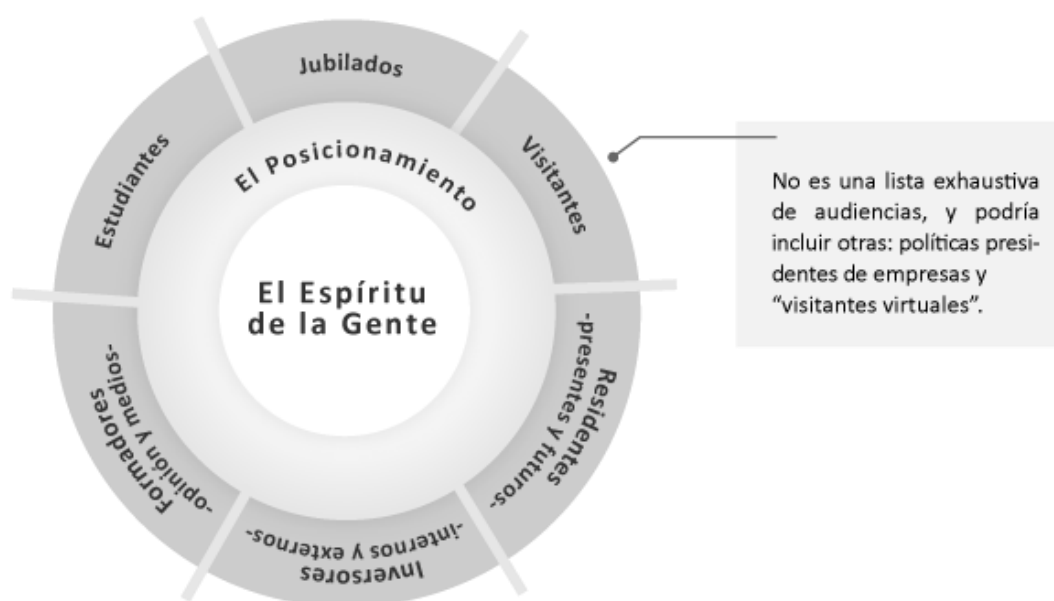 Jubilados
Visitantes
Residentes
-presentes y futuros-
Inversores
-internos y externos-
Formadores
-opinión y medios-
Estudiantes
El Posicionamiento
El Espíritu
de la Gente
No es una lista exhaustiva
de audiencias, y podría
incluir otras: políticas presi-
dentes de empresas y
“visitantes virtuales”.